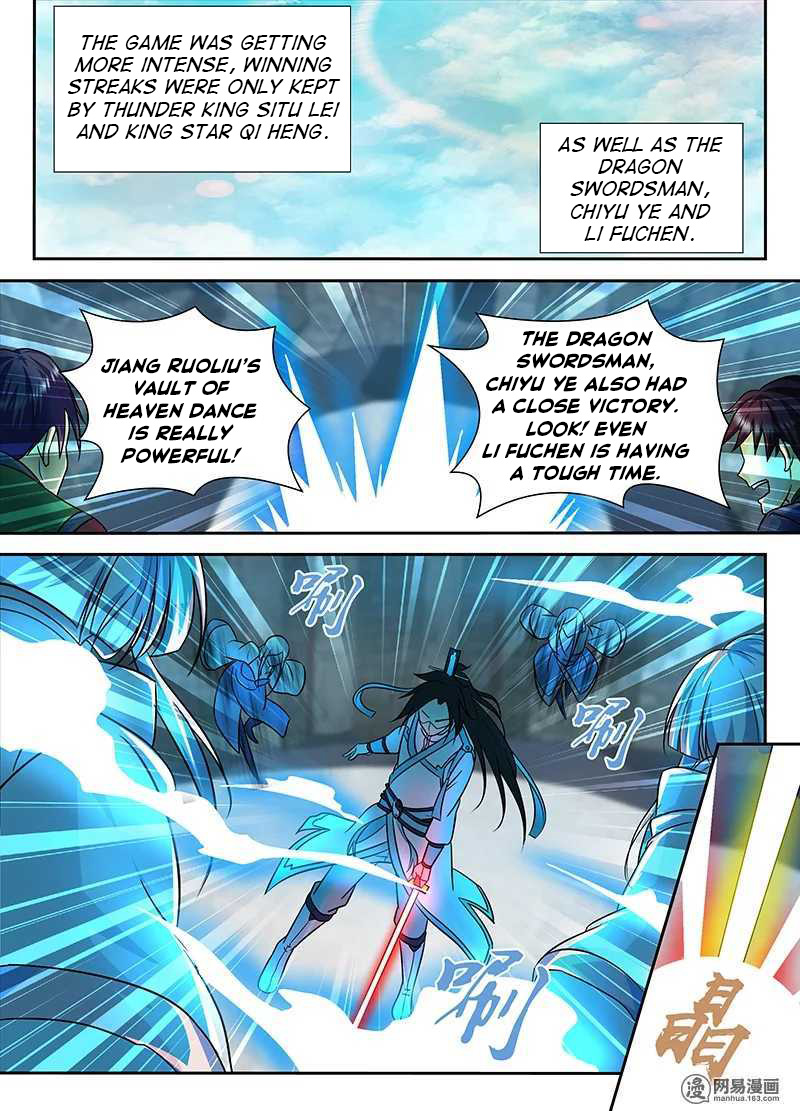 THE GAME WAS GETTING
MORE INTENSE, WINNING
STREAKS WERE ONLY KEPT
BY THUNDER KING SITU LEI
AND KING STAR QI HENG.
AS WELL AS THE
DRAGON
SWORDSMAN,
CHIYU YE AND
LI FUCHEN.
JIANG RUOLIU'S
VAULT OF
HEAVEN DANCE
IS REALLY
POWERFUL!
THE DRAGON
SWORDSMAN,
CHIYU YE ALSO HAD
A CLOSE VICTORY.
LOOK! EVEN
LI FUCHEN IS HAVING
A TOUGH TIME.
唰
唰
唰
晶
漫 网易漫画
manhua.163.com